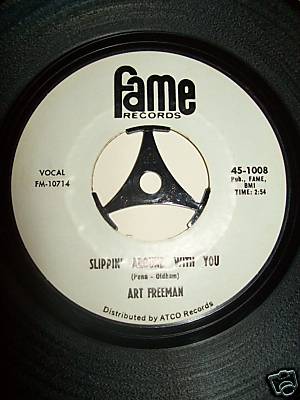 fame
RECORDS
VOCAL
FM-10714
45-1008
Pub., FAME,
BMI
TIME: 2:54
SLIPPIN' AROUND WITH YOU
(Penn - Oldham)
ART FREEMAN
Distributed by ATCO Records